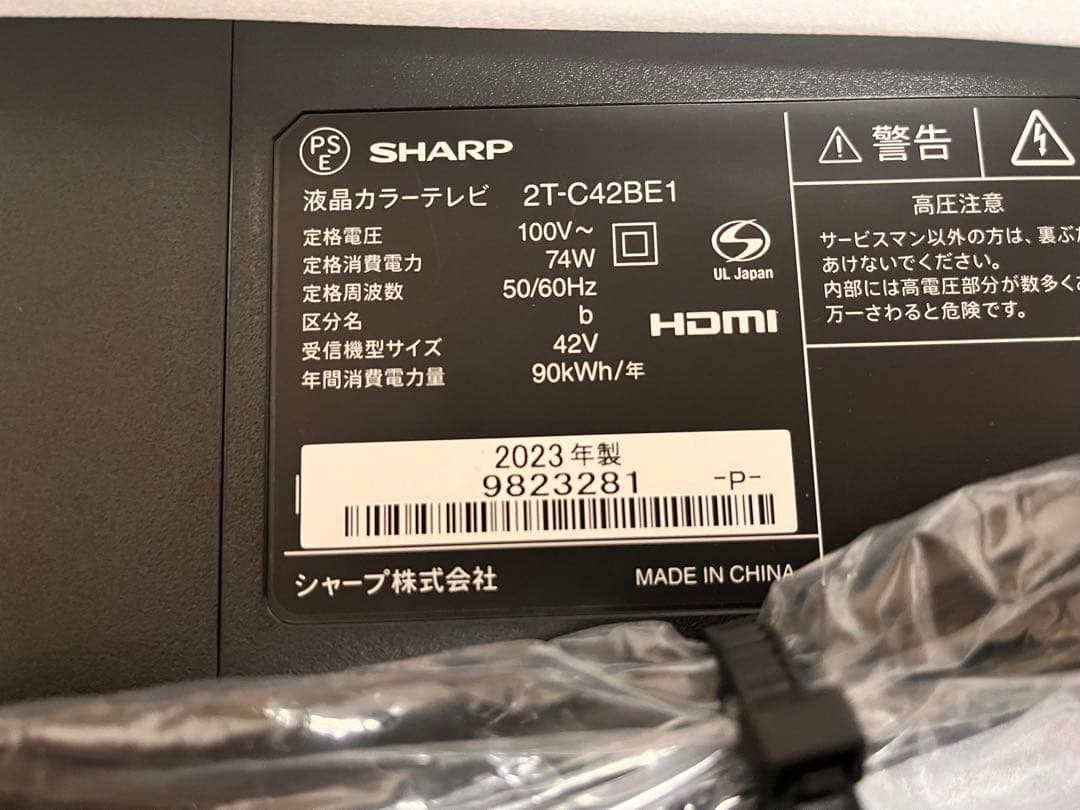 PSE SHARP
液晶カラーテレビ 2T-C42BE1
定格電圧 100V～
定格消費電力 74W
定格周波数 50/60Hz
区分名 b
受信機型サイズ 42V
年間消費電力量 90kWh/年
UL Japan
HDMI
2023年製
9823281 -P-
シャープ株式会社 MADE IN CHINA
警告
高圧注意
サービスマン以外の方は、裏ぶた
あけないでください。
内部には高電圧部分が数多く
万一さわると危険です。